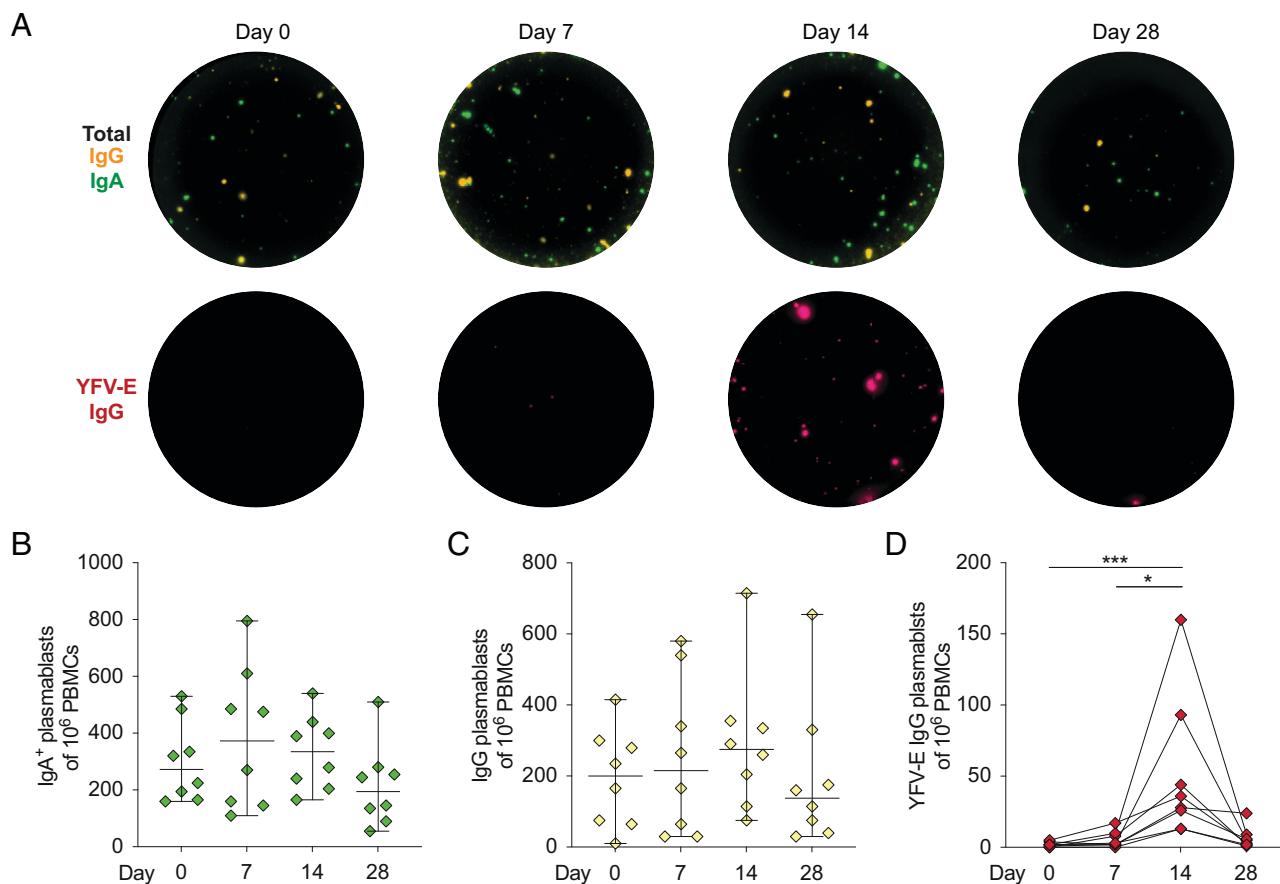 A
Day 0
Day 7
Day 14
Day 28
Total
IgG
IgA
YFV-E
IgG
B
IgA⁺ plasmablasts
of 10⁶ PBMCs
1000
800
600
400
200
0
Day 0 7 14 28
C
IgG plasmablasts
of 10⁶ PBMCs
800
600
400
200
0
Day 0 7 14 28
D
YFV-E IgG plasmablsts
of 10⁶ PBMCs
200
150
100
50
0
***
*
Day 0 7 14 28